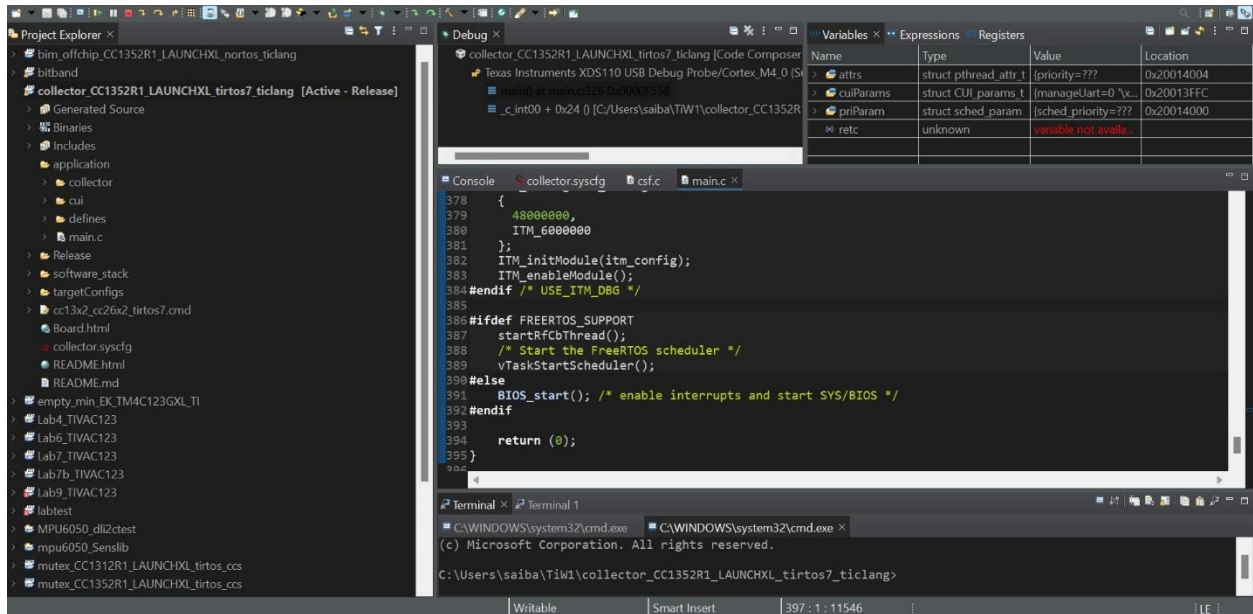 Project Explorer
bim_offchip_CC1352R1_LAUNCHXL_nortos_ticlang
bitband
collector_CC1352R1_LAUNCHXL_tirtos7_ticlang [Active - Release]
Generated Source
Binaries
Includes
application
collector
cui
defines
main.c
Release
software_stack
targetConfigs
cc13x2_cc26x2_tirtos7.cmd
Board.html
collector.syscfg
README.html
README.md
empty_min_EK_TM4C123GXL_TI
Lab4_TIVAC123
Lab6_TIVAC123
Lab7_TIVAC123
Lab7b_TIVAC123
Lab9_TIVAC123
labtest
MPU6050_dli2ctest
mpu6050_Senslib
mutex_CC1312R1_LAUNCHXL_tirtos_ccs
mutex_CC1352R1_LAUNCHXL_tirtos_ccs
Debug
collector_CC1352R1_LAUNCHXL_tirtos7_ticlang [Code Composer
Texas Instruments XDS110 USB Debug Probe/Cortex_M4_0 (Su
main() at main.c:326 0x0000F558
_c_int00 + 0x24 () [C:/Users/saiba/TiW1/collector_CC1352R
Variables Expressions Registers
Name Type Value Location
attrs struct pthread_attr_t {priority=??? 0x20014004
cuiParams struct CUI_params_t {manageUart=0 '\x... 0x20013FFC
priParam struct sched_param {sched_priority=??? 0x20014000
retc unknown variable not availa...
Console collector.syscfg csf.c main.c
378 {
379 48000000,
380 ITM_6000000
381 };
382 ITM_initModule(itm_config);
383 ITM_enableModule();
384 #endif /* USE_ITM_DBG */
385
386 #ifdef FREERTOS_SUPPORT
387 startRfCbThread();
388 /* Start the FreeRTOS scheduler */
389 vTaskStartScheduler();
390 #else
391 BIOS_start(); /* enable interrupts and start SYS/BIOS */
392 #endif
393
394 return (0);
395 }
396
Terminal Terminal 1
C:\WINDOWS\system32\cmd.exe C:\WINDOWS\system32\cmd.exe
(c) Microsoft Corporation. All rights reserved.
C:\Users\saiba\TiW1\collector_CC1352R1_LAUNCHXL_tirtos7_ticlang>
Writable Smart Insert 397 : 1 : 11546 LE